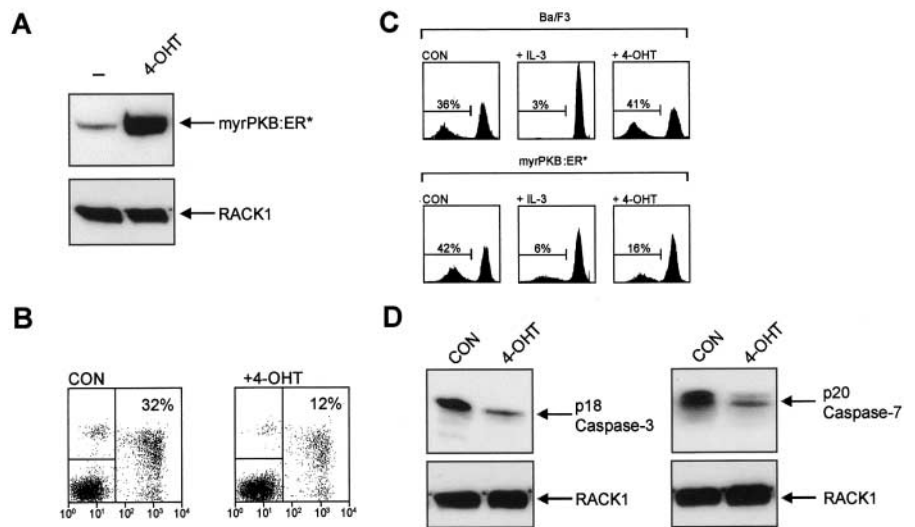 A
– 4-OHT
myrPKB:ER*
RACK1
B
CON
32%
10⁰ 10¹ 10² 10³ 10⁴
+4-OHT
12%
10⁰ 10¹ 10² 10³ 10⁴
C
Ba/F3
CON + IL-3 + 4-OHT
36% 3% 41%
myrPKB:ER*
CON + IL-3 + 4-OHT
42% 6% 16%
D
CON 4-OHT
p18
Caspase-3
RACK1
CON 4-OHT
p20
Caspase-7
RACK1